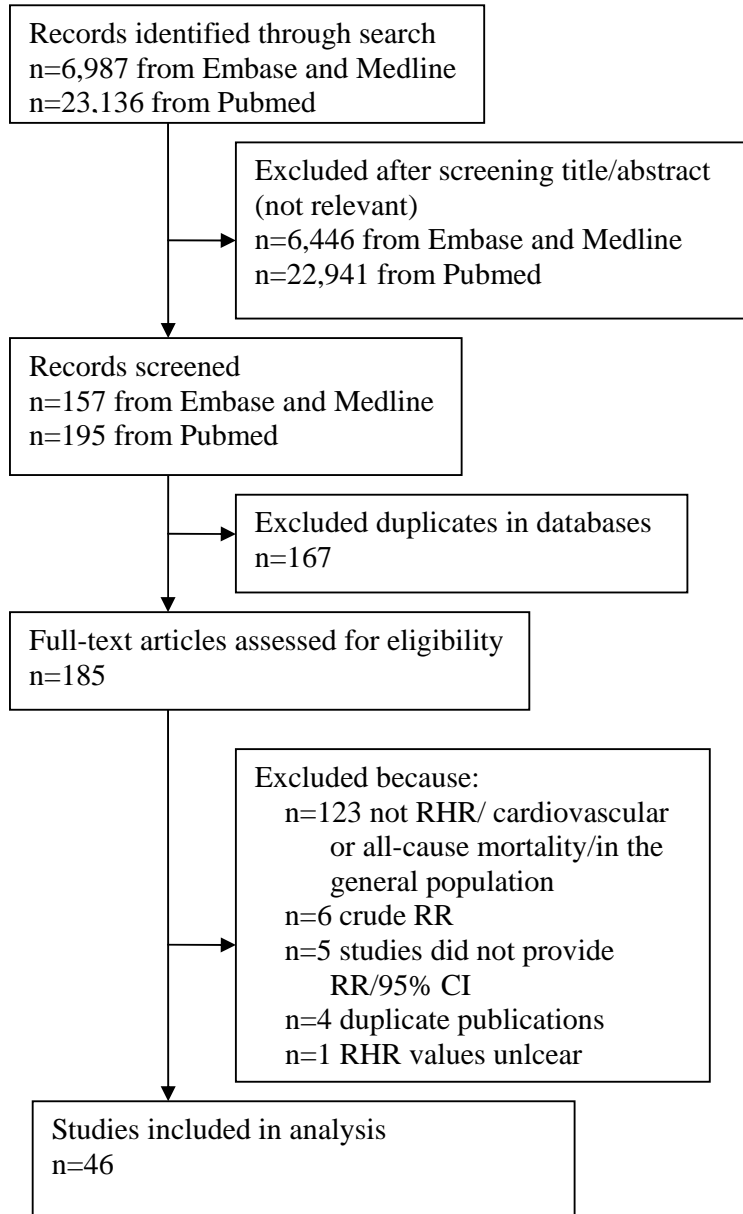 Records identified through search
n=6,987 from Embase and Medline
n=23,136 from Pubmed
Excluded after screening title/abstract
(not relevant)
n=6,446 from Embase and Medline
n=22,941 from Pubmed
Records screened
n=157 from Embase and Medline
n=195 from Pubmed
Excluded duplicates in databases
n=167
Full-text articles assessed for eligibility
n=185
Excluded because:
n=123 not RHR/ cardiovascular
or all-cause mortality/in the
general population
n=6 crude RR
n=5 studies did not provide
RR/95% CI
n=4 duplicate publications
n=1 RHR values unlcear
Studies included in analysis
n=46